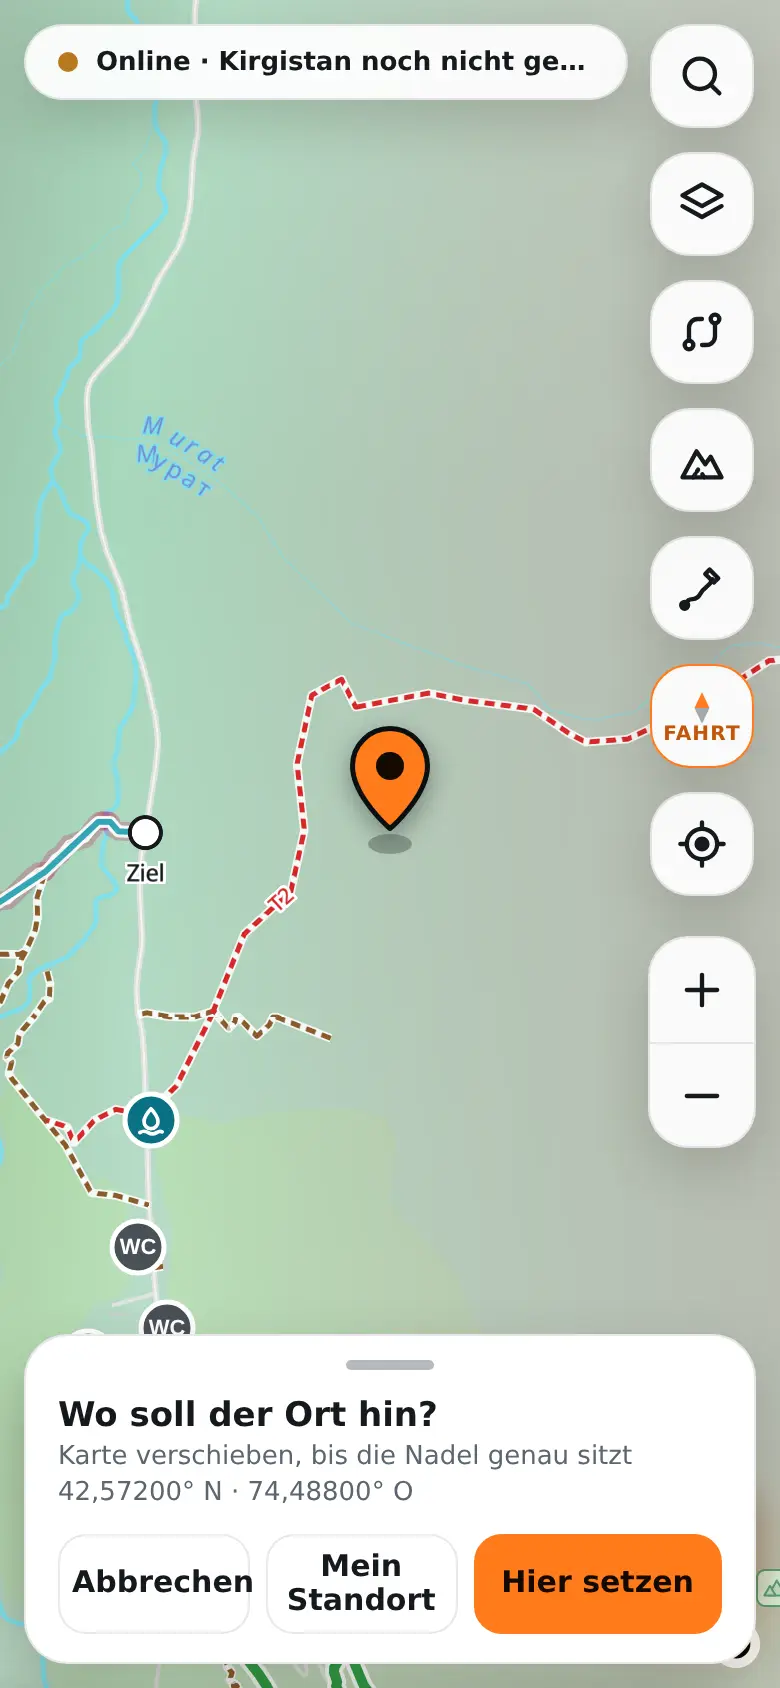 Online · Kirgistan noch nicht ge…
Murat
Мурат
FAHRT
Ziel
T2
WC
WC
Wo soll der Ort hin?
Karte verschieben, bis die Nadel genau sitzt
42,57200° N · 74,48800° O
Abbrechen
Mein
Standort
Hier setzen